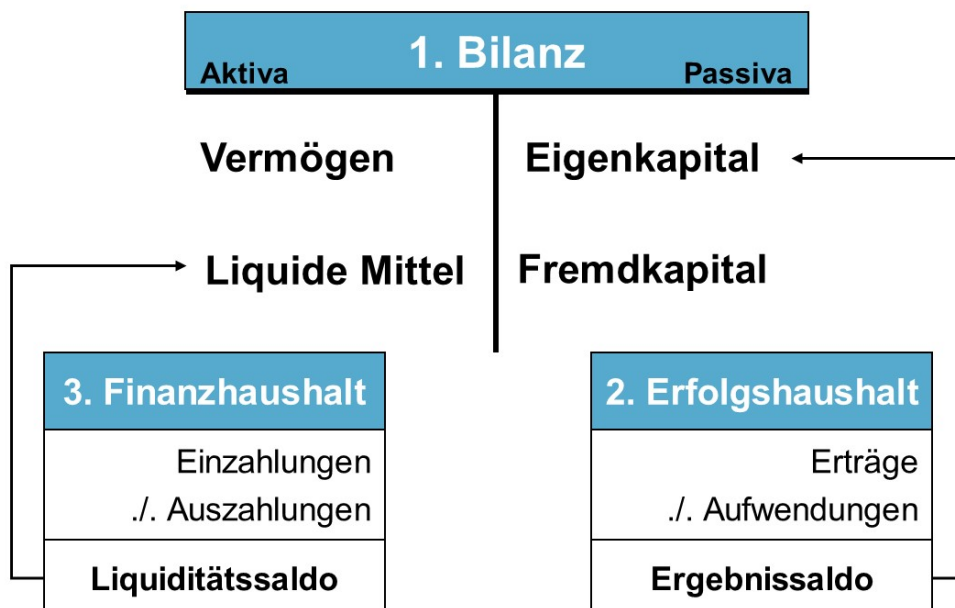 1. Bilanz
Aktiva
Passiva
Vermögen
Eigenkapital
Liquide Mittel
Fremdkapital
3. Finanzhaushalt
Einzahlungen
./. Auszahlungen
Liquiditätssaldo
2. Erfolgshaushalt
Erträge
./. Aufwendungen
Ergebnissaldo